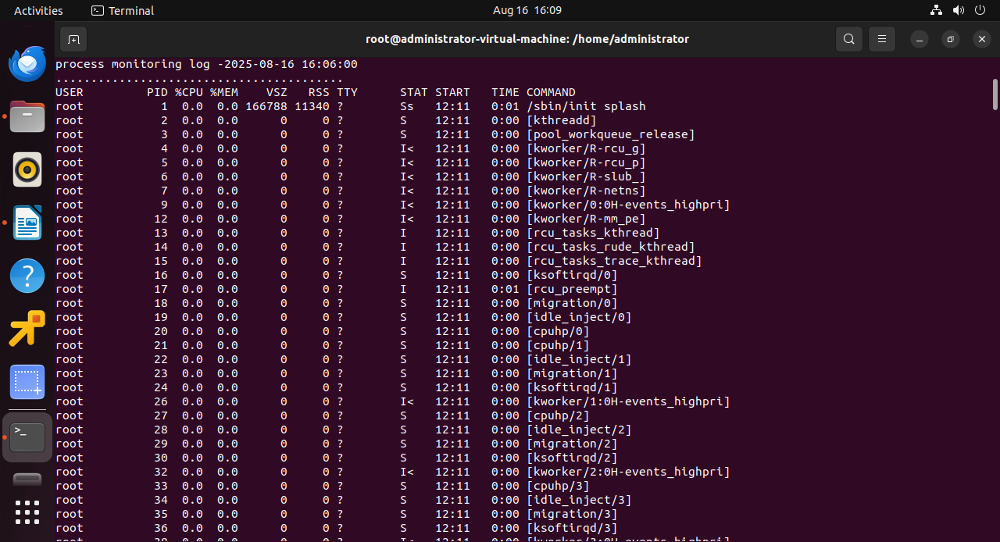 Activities Terminal Aug 16 16:09
root@administrator-virtual-machine: /home/administrator
process monitoring log -2025-08-16 16:06:00
.........................................
USER PID %CPU %MEM VSZ RSS TTY STAT START TIME COMMAND
root 1 0.0 0.0 166788 11340 ? Ss 12:11 0:01 /sbin/init splash
root 2 0.0 0.0 0 0 ? S 12:11 0:00 [kthreadd]
root 3 0.0 0.0 0 0 ? S 12:11 0:00 [pool_workqueue_release]
root 4 0.0 0.0 0 0 ? I< 12:11 0:00 [kworker/R-rcu_g]
root 5 0.0 0.0 0 0 ? I< 12:11 0:00 [kworker/R-rcu_p]
root 6 0.0 0.0 0 0 ? I< 12:11 0:00 [kworker/R-slub_]
root 7 0.0 0.0 0 0 ? I< 12:11 0:00 [kworker/R-netns]
root 9 0.0 0.0 0 0 ? I< 12:11 0:00 [kworker/0:0H-events_highpri]
root 12 0.0 0.0 0 0 ? I< 12:11 0:00 [kworker/R-mm_pe]
root 13 0.0 0.0 0 0 ? I 12:11 0:00 [rcu_tasks_kthread]
root 14 0.0 0.0 0 0 ? I 12:11 0:00 [rcu_tasks_rude_kthread]
root 15 0.0 0.0 0 0 ? I 12:11 0:00 [rcu_tasks_trace_kthread]
root 16 0.0 0.0 0 0 ? S 12:11 0:00 [ksoftirqd/0]
root 17 0.0 0.0 0 0 ? I 12:11 0:01 [rcu_preempt]
root 18 0.0 0.0 0 0 ? S 12:11 0:00 [migration/0]
root 19 0.0 0.0 0 0 ? S 12:11 0:00 [idle_inject/0]
root 20 0.0 0.0 0 0 ? S 12:11 0:00 [cpuhp/0]
root 21 0.0 0.0 0 0 ? S 12:11 0:00 [cpuhp/1]
root 22 0.0 0.0 0 0 ? S 12:11 0:00 [idle_inject/1]
root 23 0.0 0.0 0 0 ? S 12:11 0:00 [migration/1]
root 24 0.0 0.0 0 0 ? S 12:11 0:00 [ksoftirqd/1]
root 26 0.0 0.0 0 0 ? I< 12:11 0:00 [kworker/1:0H-events_highpri]
root 27 0.0 0.0 0 0 ? S 12:11 0:00 [cpuhp/2]
root 28 0.0 0.0 0 0 ? S 12:11 0:00 [idle_inject/2]
root 29 0.0 0.0 0 0 ? S 12:11 0:00 [migration/2]
root 30 0.0 0.0 0 0 ? S 12:11 0:00 [ksoftirqd/2]
root 32 0.0 0.0 0 0 ? I< 12:11 0:00 [kworker/2:0H-events_highpri]
root 33 0.0 0.0 0 0 ? S 12:11 0:00 [cpuhp/3]
root 34 0.0 0.0 0 0 ? S 12:11 0:00 [idle_inject/3]
root 35 0.0 0.0 0 0 ? S 12:11 0:00 [migration/3]
root 36 0.0 0.0 0 0 ? S 12:11 0:00 [ksoftirqd/3]
root 38 0.0 0.0 0 0 ? I< 12:11 0:00 [kworker/3:0H-events_highpri]